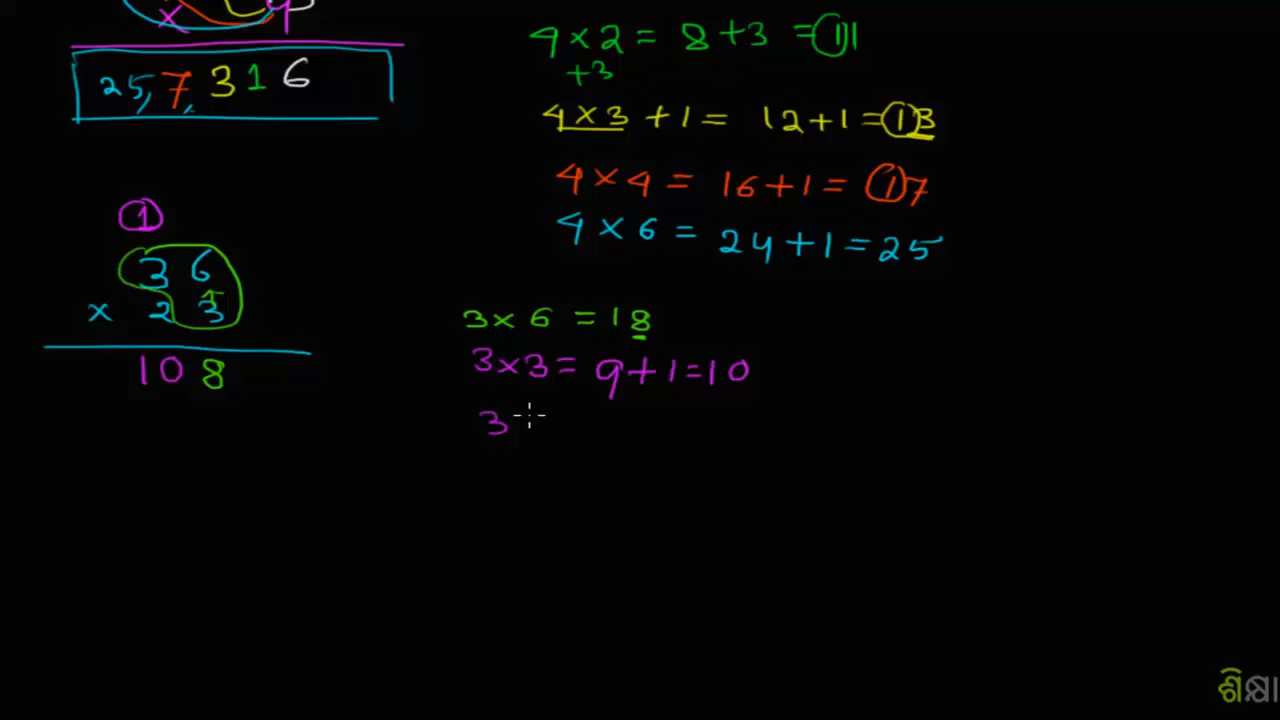 x 9
25,7,316
4 × 2 = 8 + 3 = 11
+3
4 × 3 + 1 = 12 + 1 = 13
4 × 4 = 16 + 1 = 17
4 × 6 = 24 + 1 = 25
1
36
× 23
108
3 × 6 = 18
3 × 3 = 9 + 1 = 10
3
ଶିକ୍ଷା